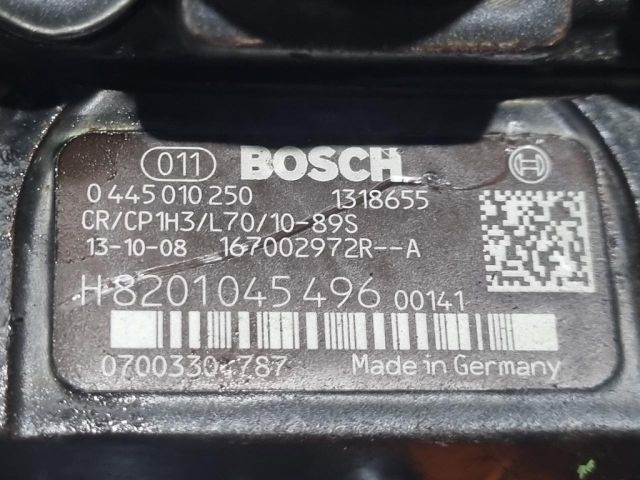 011 BOSCH
0 445 010 250 1318655
CR/CP1H3/L70/10-89S
13-10-08 167002972R--A
H8201045496 00141
Made in Germany